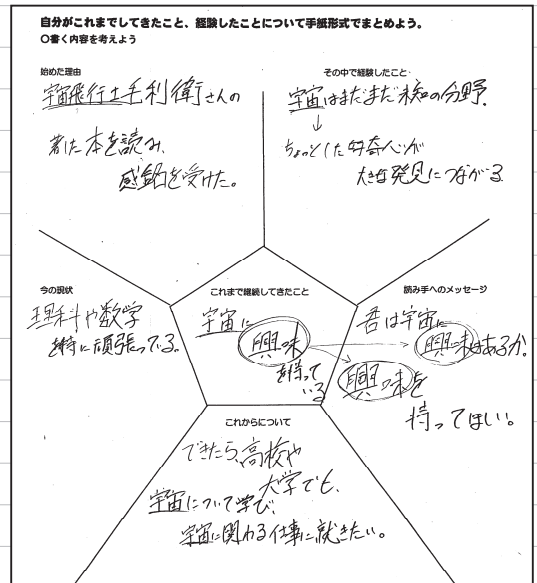 自分がこれまでしてきたこと、経験したことについて手紙形式でまとめよう。
〇書く内容を考えよう
始めた理由
宇宙飛行士毛利衛さんの
著した本を読み、
感銘を受けた。
その中で経験したこと
宇宙はまだまだ未知の分野。
↓
ちょっとした好奇心が
大きな発見につながる
今の現状
理科や数学
を特に頑張っている。
これまで継続してきたこと
宇宙に
興味
を持って
いる
読み手へのメッセージ
君は宇宙に
興味はあるか。
興味を
持ってほしい。
これからについて
できたら、高校や
大学でも、
宇宙について学び、
宇宙に関わる仕事に就きたい。